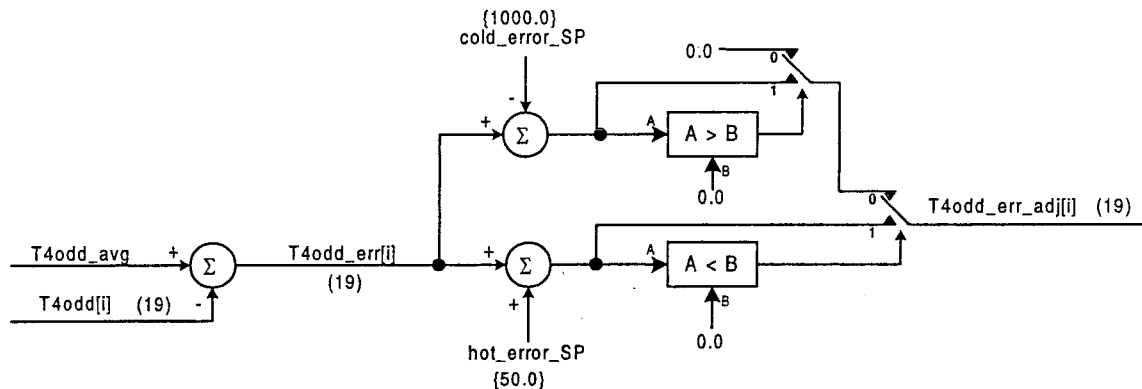 {1000.0}
cold_error_SP
0.0
0
1
-
+
Σ
A
A > B
B
0.0
0
T4odd_err_adj[i] (19)
1
T4odd_avg
+
Σ
T4odd_err[i]
(19)
+
Σ
A
A < B
B
T4odd[i] (19)
-
+
0.0
hot_error_SP
{50.0}